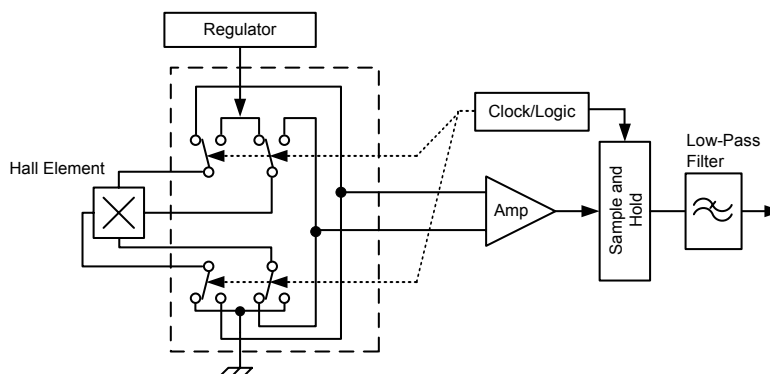 Regulator
Clock/Logic
Low-Pass
Filter
Hall Element
Amp
Sample and
Hold